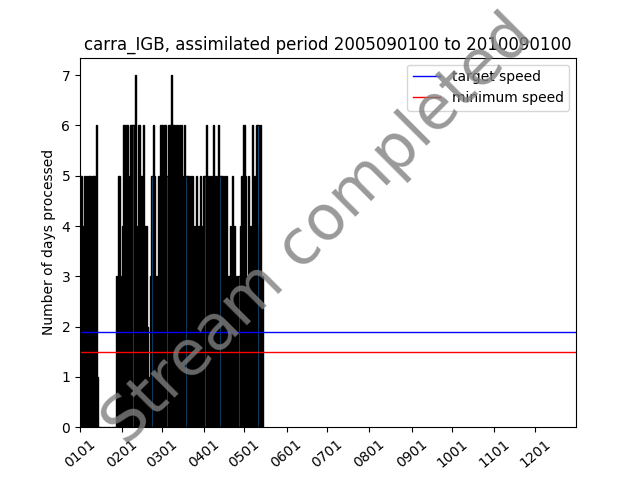 carra_IGB, assimilated period 2005090100 to 2010090100
target speed
minimum speed
Number of days processed
7
6
5
4
3
2
1
0
0101 0201 0301 0401 0501 0601 0701 0801 0901 1001 1101 1201
Stream completed